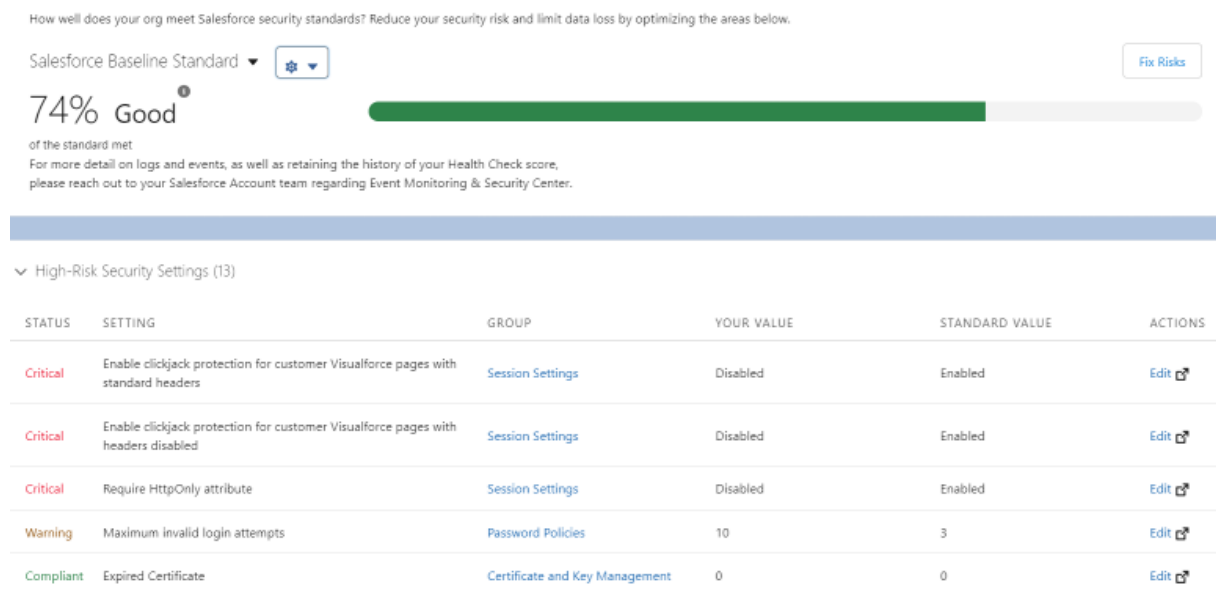 How well does your org meet Salesforce security standards? Reduce your security risk and limit data loss by optimizing the areas below.
Salesforce Baseline Standard
Fix Risks
74% Good
of the standard met
For more detail on logs and events, as well as retaining the history of your Health Check score,
please reach out to your Salesforce Account team regarding Event Monitoring & Security Center.
High-Risk Security Settings (13)
STATUS SETTING GROUP YOUR VALUE STANDARD VALUE ACTIONS
Critical Enable clickjack protection for customer Visualforce pages with
standard headers Session Settings Disabled Enabled Edit
Critical Enable clickjack protection for customer Visualforce pages with
headers disabled Session Settings Disabled Enabled Edit
Critical Require HttpOnly attribute Session Settings Disabled Enabled Edit
Warning Maximum invalid login attempts Password Policies 10 3 Edit
Compliant Expired Certificate Certificate and Key Management 0 0 Edit